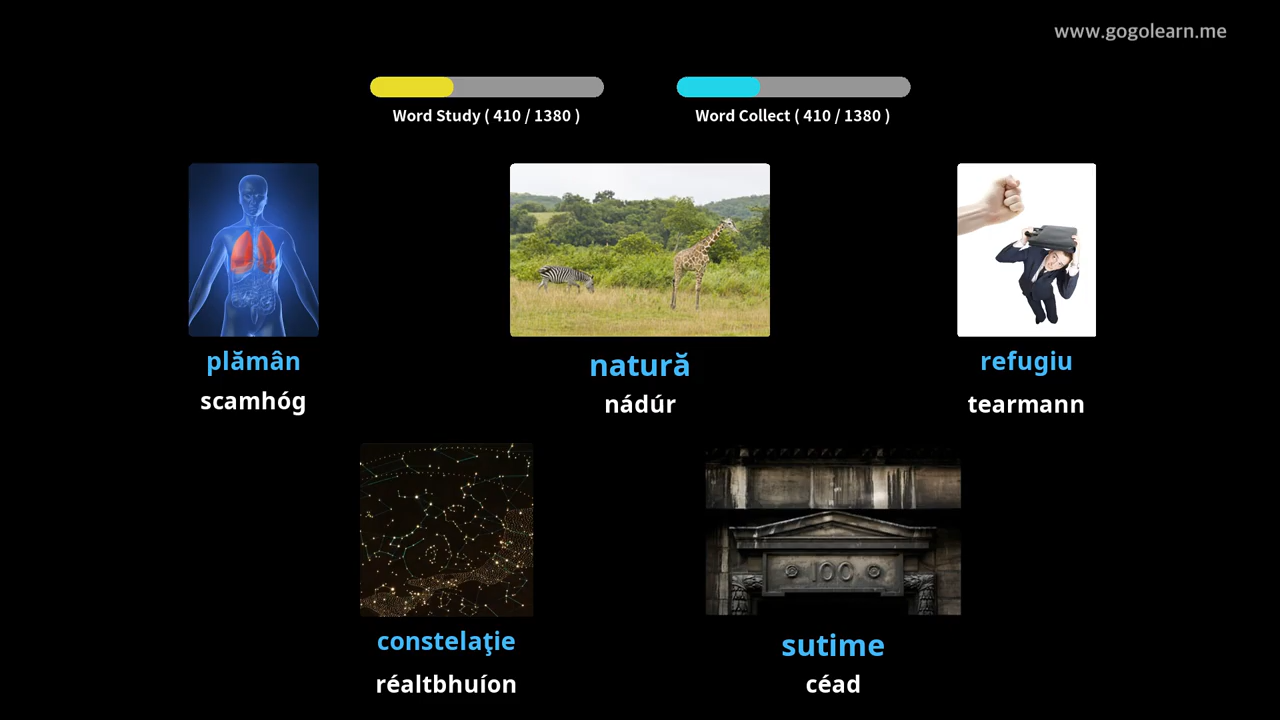 www.gogolearn.me
Word Study ( 410 / 1380 )
Word Collect ( 410 / 1380 )
plămân
natură
refugiu
scamhóg
nádúr
tearmann
100
constelaţie
sutime
réaltbhuíon
céad